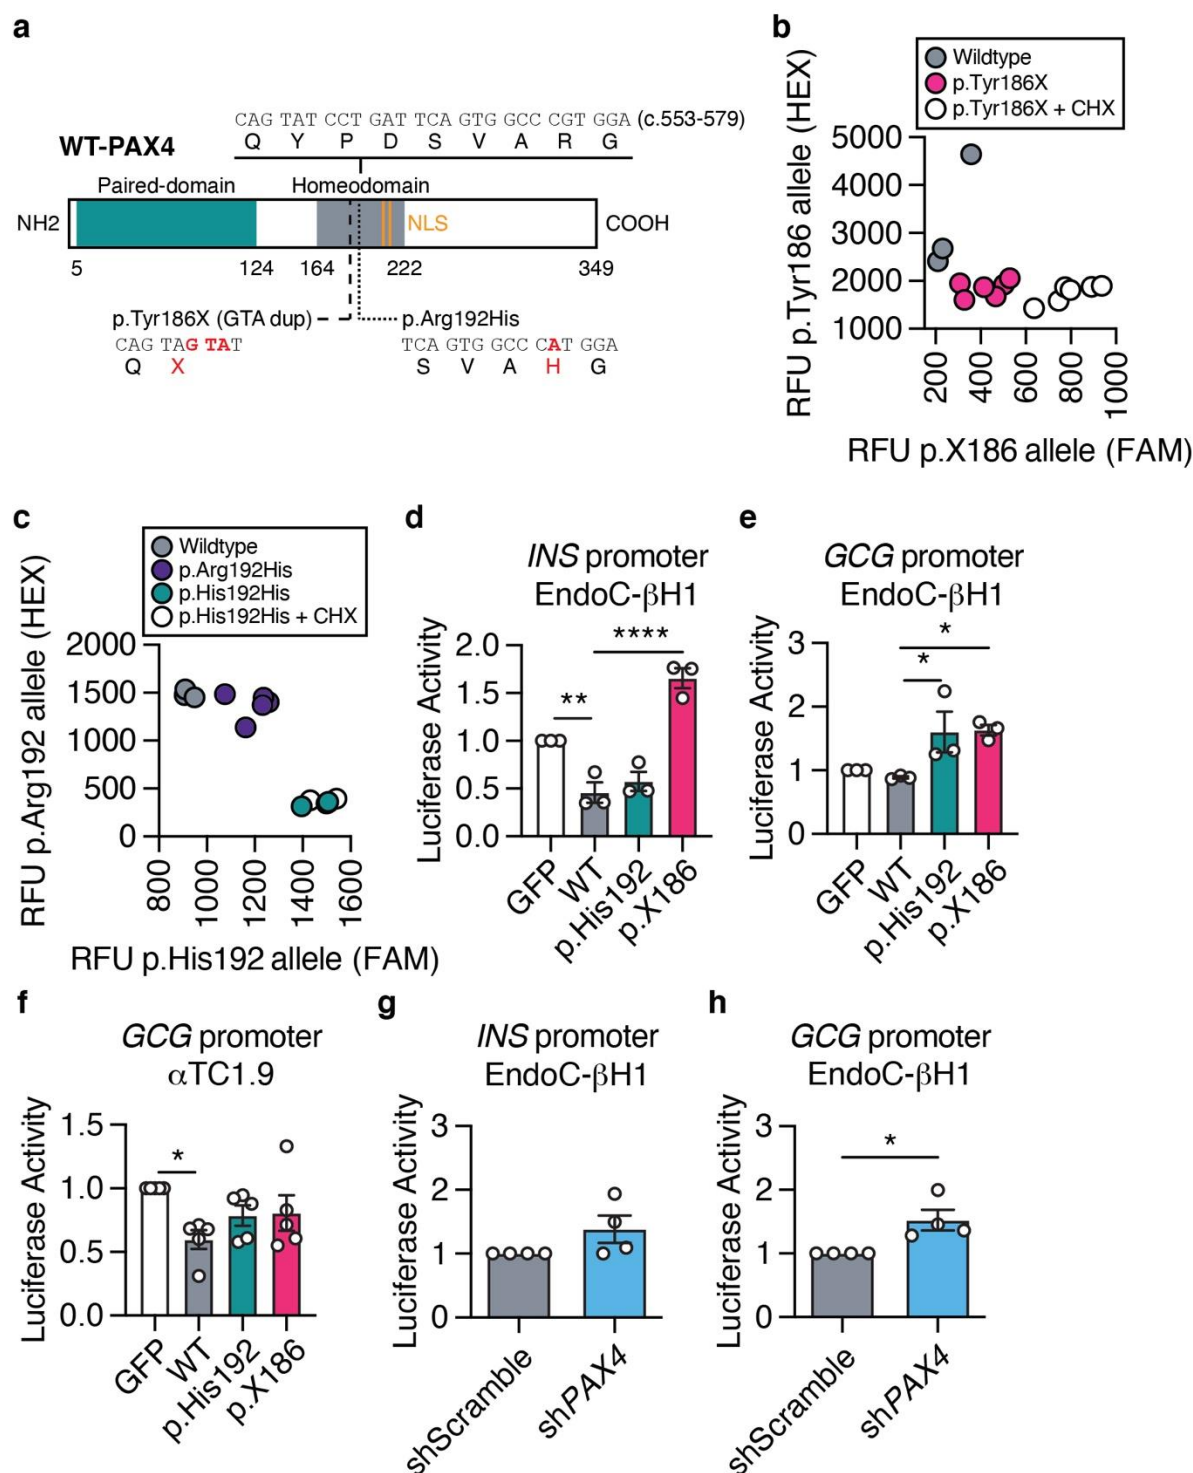 a
CAG TAT CCT GAT TCA GTG GCC CGT GGA (c.553-579)
WT-PAX4
Q Y P D S V A R G
Paired-domain
Homeodomain
NH2
NLS
COOH
5 124 164 222 349
p.Tyr186X (GTA dup)
p.Arg192His
CAG TAG TAT
TCA GTG GCC CAT GGA
Q X
S V A H G
b
Wildtype
p.Tyr186X
p.Tyr186X + CHX
RFU p.Tyr186 allele (HEX)
5000
4000
3000
2000
1000
200 400 600 800 1000
RFU p.X186 allele (FAM)
c
Wildtype
p.Arg192His
p.His192His
p.His192His + CHX
RFU p.Arg192 allele (HEX)
2000
1500
1000
500
0
800 1000 1200 1400 1600
RFU p.His192 allele (FAM)
d
INS promoter
EndoC-βH1
Luciferase Activity
2.0
1.5
1.0
0.5
0.0
****
**
GFP WT p.His192 p.X186
e
GCG promoter
EndoC-βH1
Luciferase Activity
3
2
1
0
*
*
GFP WT p.His192 p.X186
f
GCG promoter
αTC1.9
Luciferase Activity
1.5
1.0
0.5
0.0
*
GFP WT p.His192 p.X186
g
INS promoter
EndoC-βH1
Luciferase Activity
3
2
1
0
shScramble shPAX4
h
GCG promoter
EndoC-βH1
Luciferase Activity
3
2
1
0
*
shScramble shPAX4